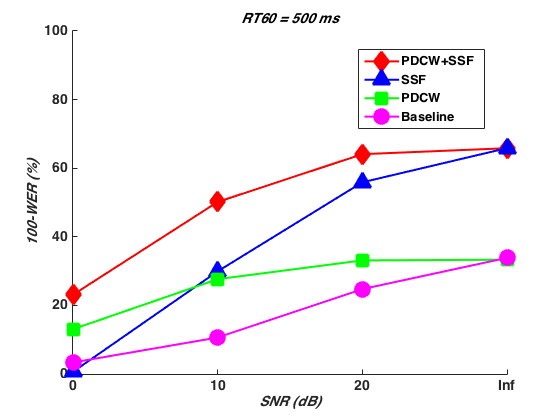 RT60 = 500 ms
100
80
60
40
20
0
100-WER (%)
PDCW+SSF
SSF
PDCW
Baseline
0 10 20 Inf
SNR (dB)